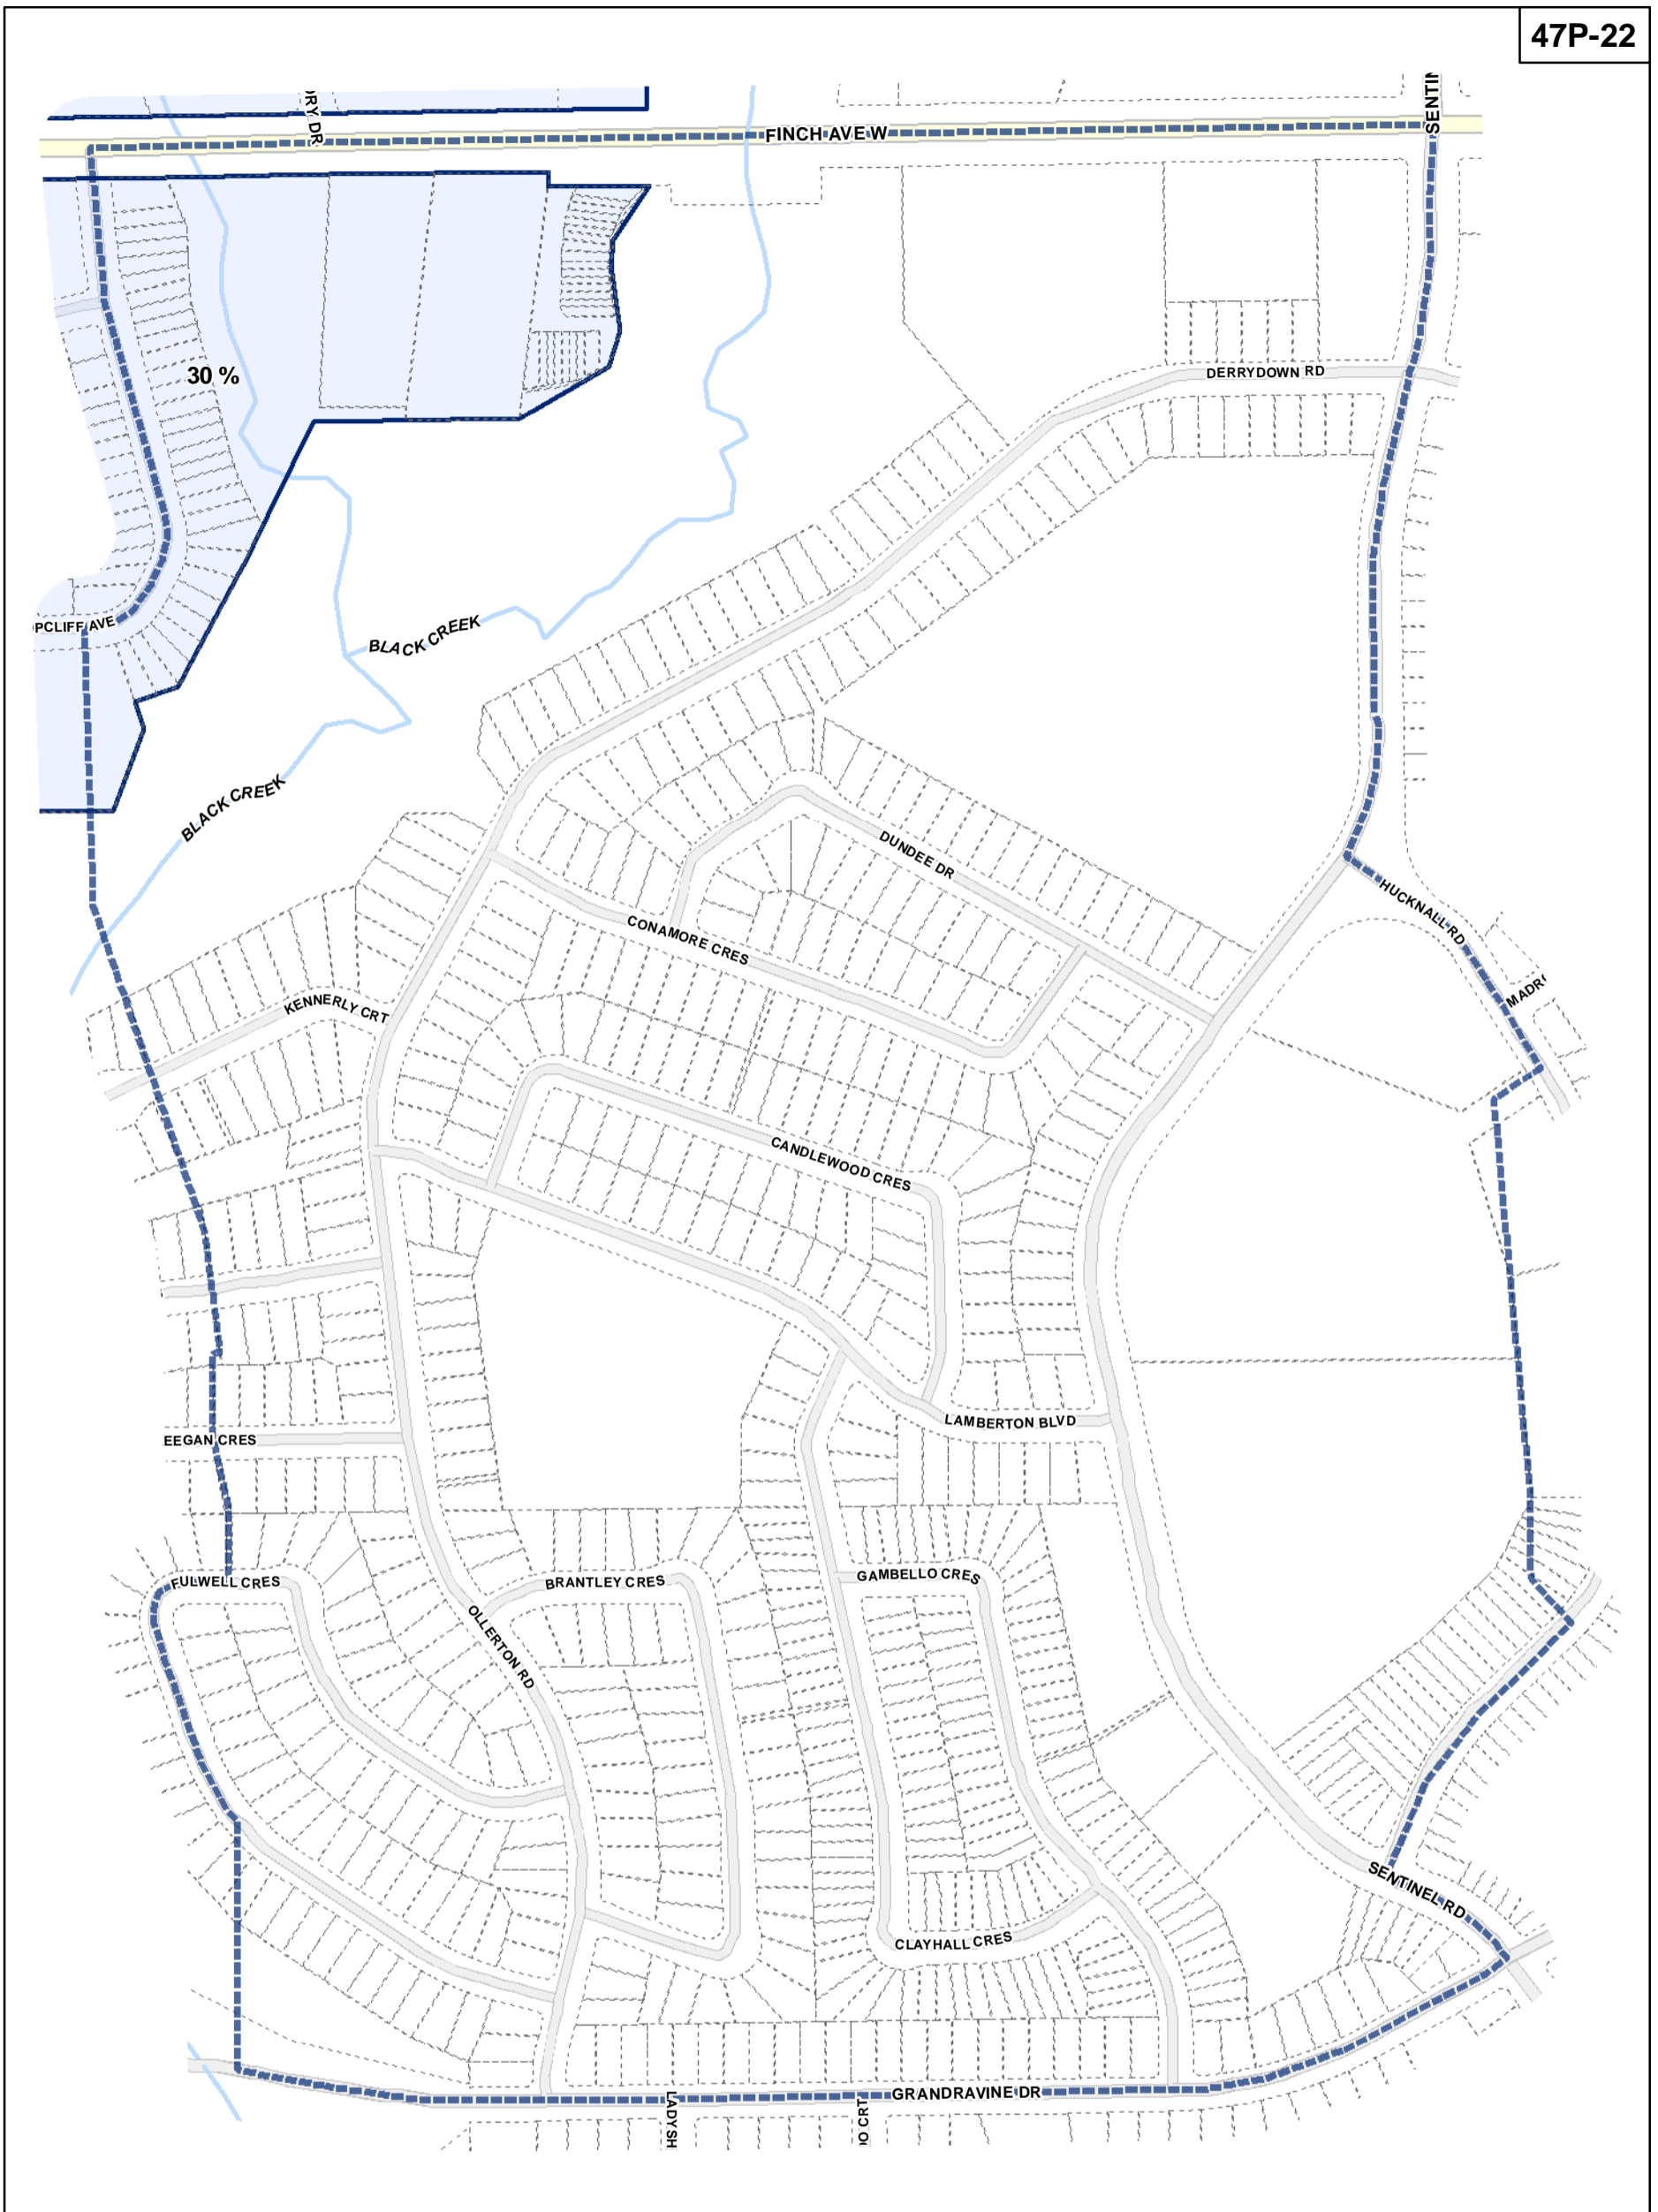 47P-22
SENTIN
ORY DR
FINCH AVE W
DERRYDOWN RD
30 %
PCLIFF AVE
BLACK CREEK
BLACK CREEK
DUNDEE DR
HUCKNALL RD
CONAMORE CRES
MADR
KENNERLY CRT
CANDLEWOOD CRES
LAMBERTON BLVD
EEGAN CRES
FULWELL CRES
BRANTLEY CRES
GAMBELLO CRES
OLLERTON RD
SENTINEL RD
CLAYHALL CRES
GRANDRAVINE DR
LADYSH
O CRT